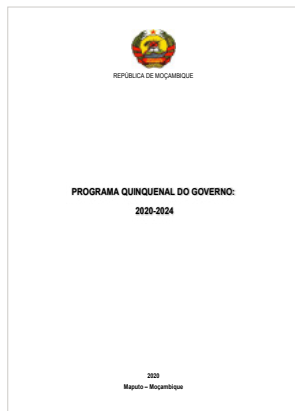 REPÚBLICA DE MOÇAMBIQUE
PROGRAMA QUINQUENAL DO GOVERNO:
2020-2024
2020
Maputo – Moçambique